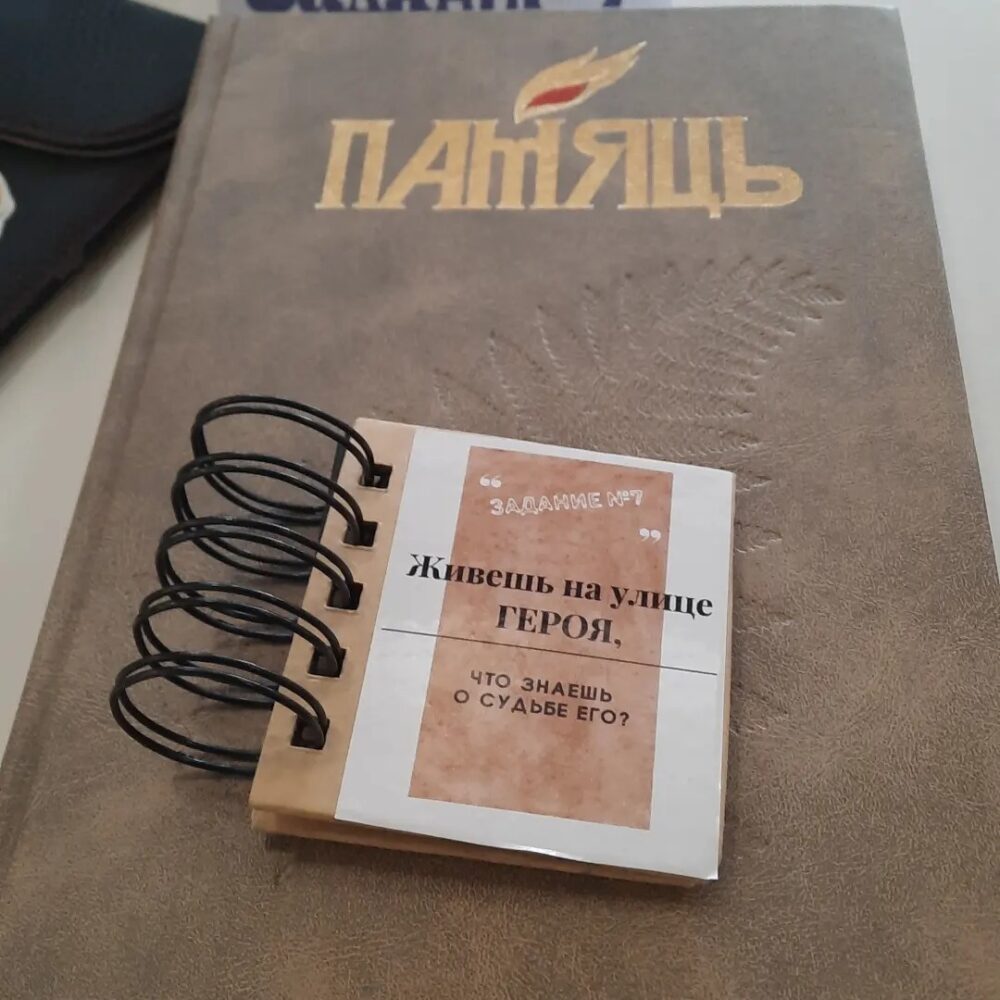 ПАМЯЦЬ
“
ЗАДАНИЕ №7
”
Живешь на улице
ГЕРОЯ,
ЧТО ЗНАЕШЬ
О СУДЬБЕ ЕГО?